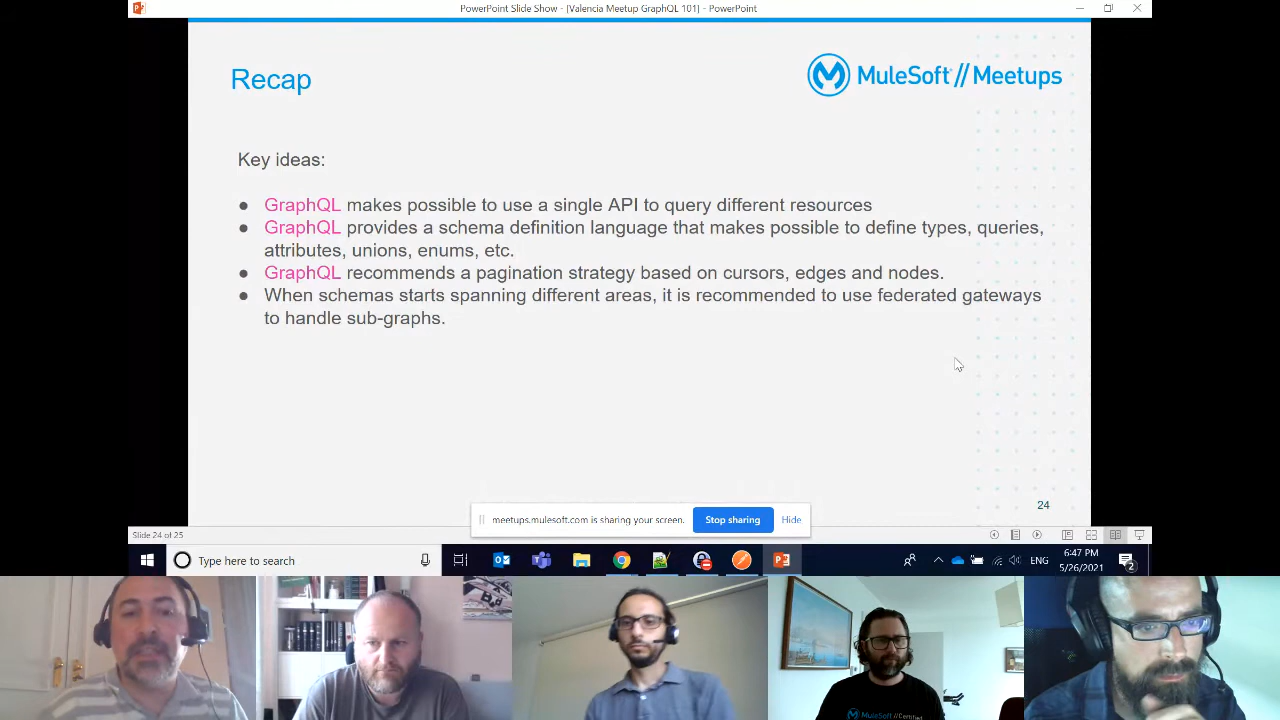 PowerPoint Slide Show - [Valencia Meetup GraphQL 101] - PowerPoint
Recap
MuleSoft // Meetups
Key ideas:
● GraphQL makes possible to use a single API to query different resources
● GraphQL provides a schema definition language that makes possible to define types, queries,
attributes, unions, enums, etc.
● GraphQL recommends a pagination strategy based on cursors, edges and nodes.
● When schemas starts spanning different areas, it is recommended to use federated gateways
to handle sub-graphs.
24
meetups.mulesoft.com is sharing your screen. Stop sharing Hide
Slide 24 of 25
Type here to search
ENG
6:47 PM
5/26/2021
2
MuleSoft//Certified